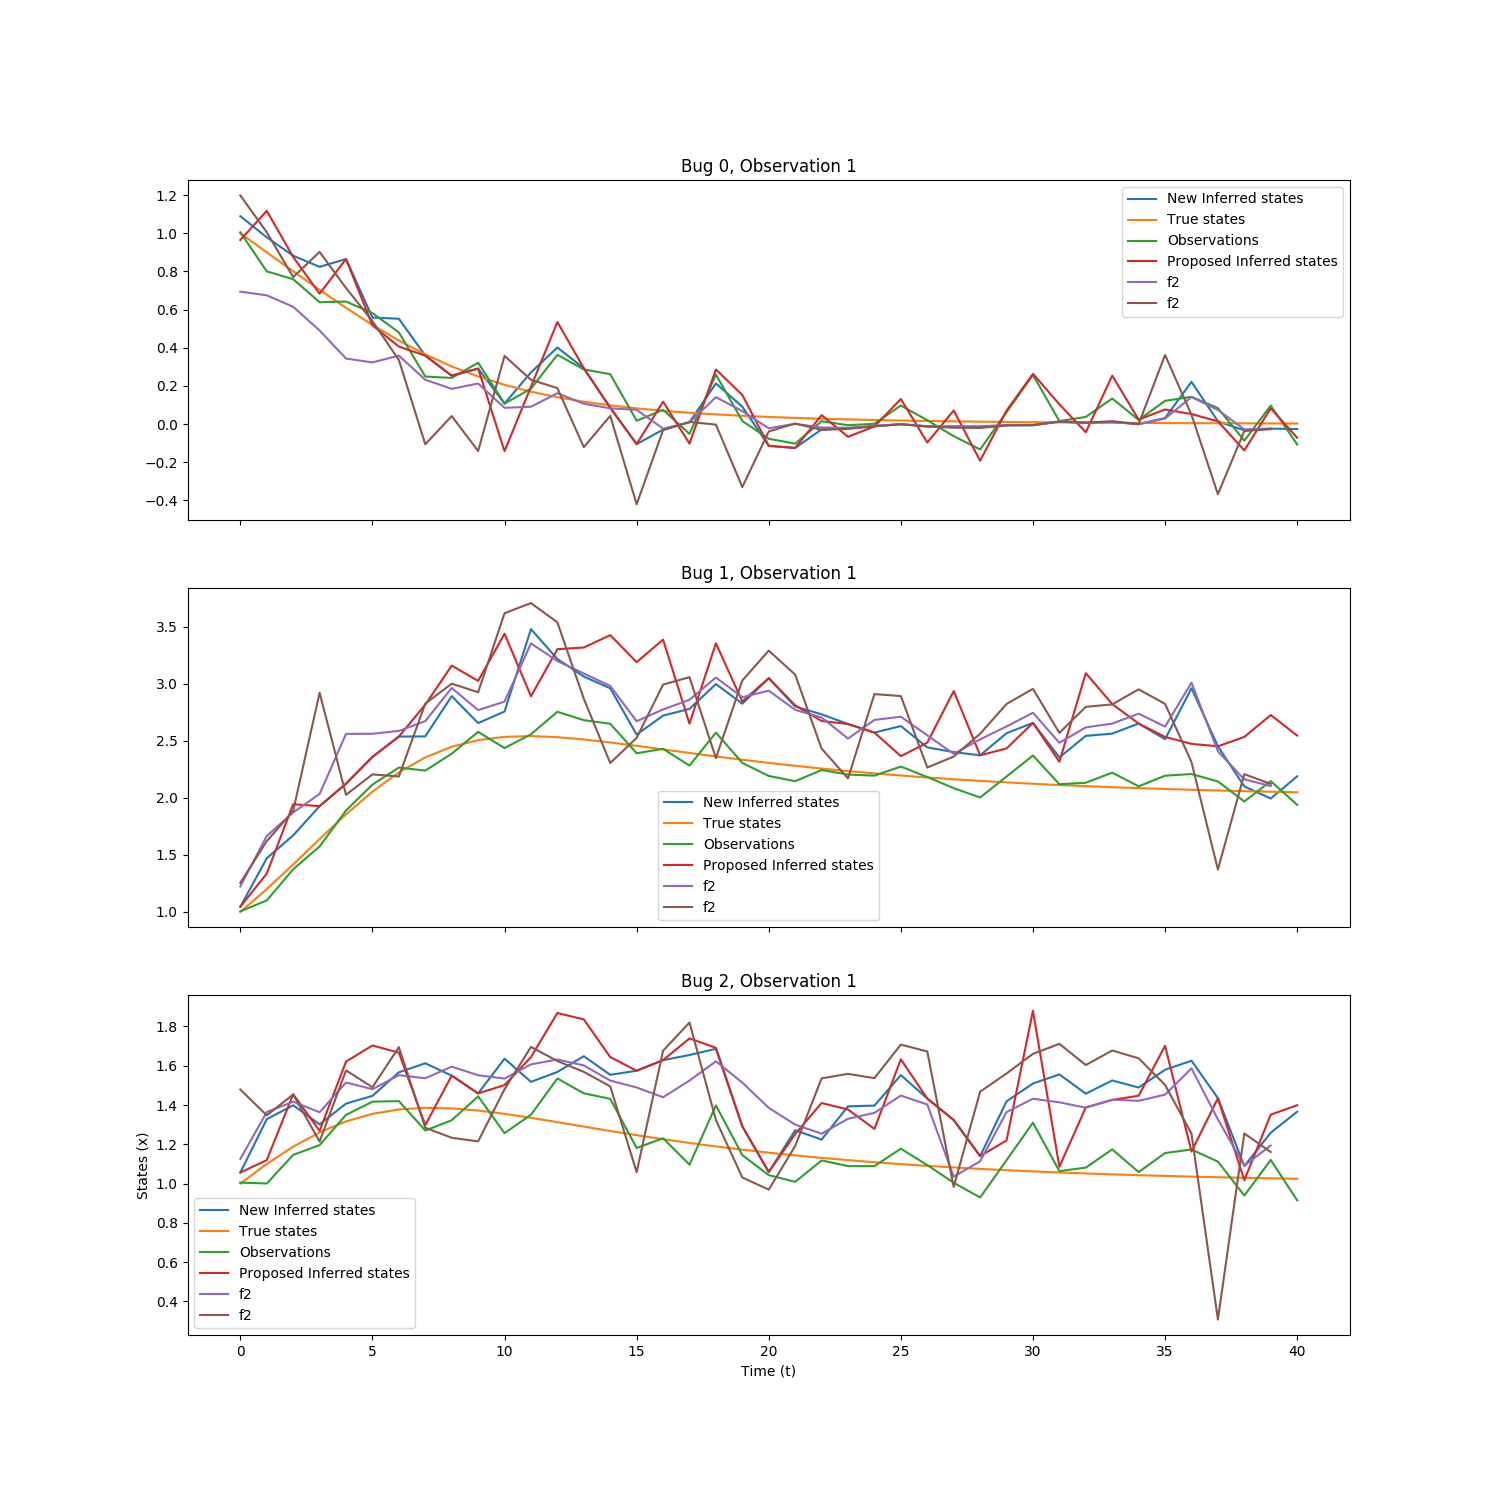 Bug 0, Observation 1
1.2
1.0
0.8
0.6
0.4
0.2
0.0
−0.2
−0.4
New Inferred states
True states
Observations
Proposed Inferred states
f2
f2
Bug 1, Observation 1
3.5
3.0
2.5
2.0
1.5
1.0
New Inferred states
True states
Observations
Proposed Inferred states
f2
f2
Bug 2, Observation 1
States (x)
1.8
1.6
1.4
1.2
1.0
0.8
0.6
0.4
New Inferred states
True states
Observations
Proposed Inferred states
f2
f2
0 5 10 15 20 25 30 35 40
Time (t)